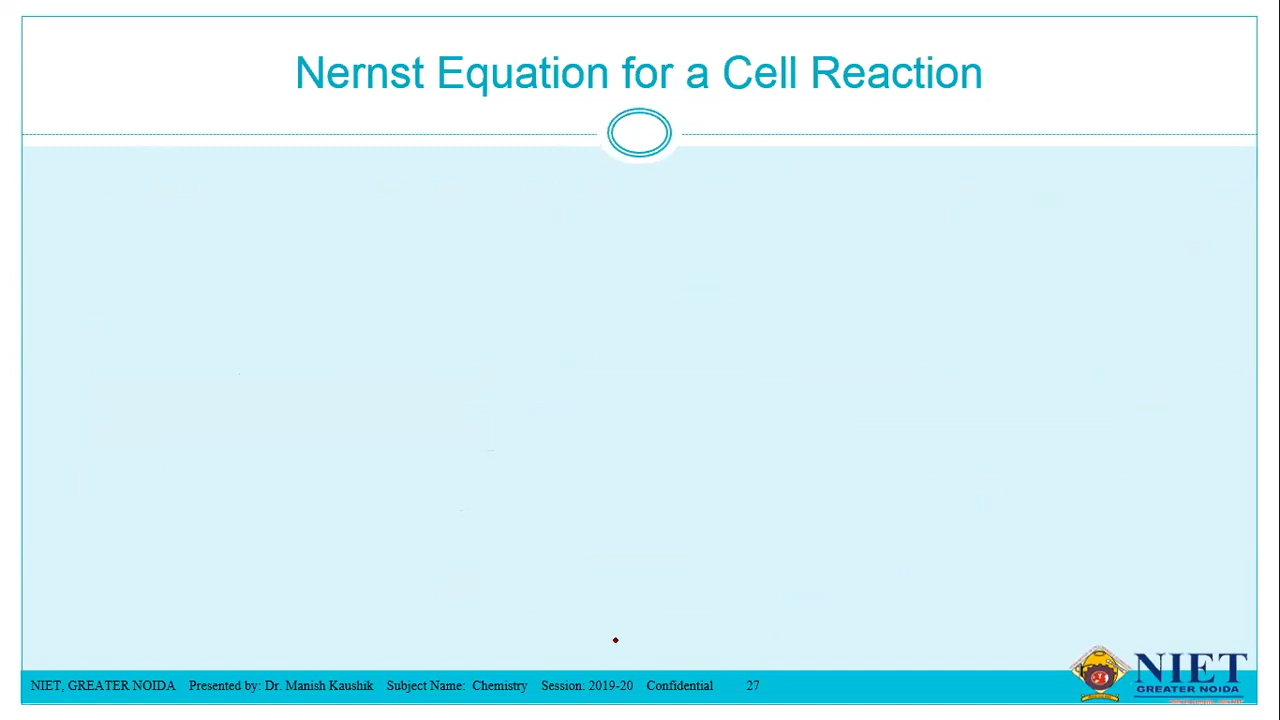 Nernst Equation for a Cell Reaction
NIET, GREATER NOIDA Presented by: Dr. Manish Kaushik Subject Name: Chemistry Session: 2019-20 Confidential 27
NIET
GREATER NOIDA